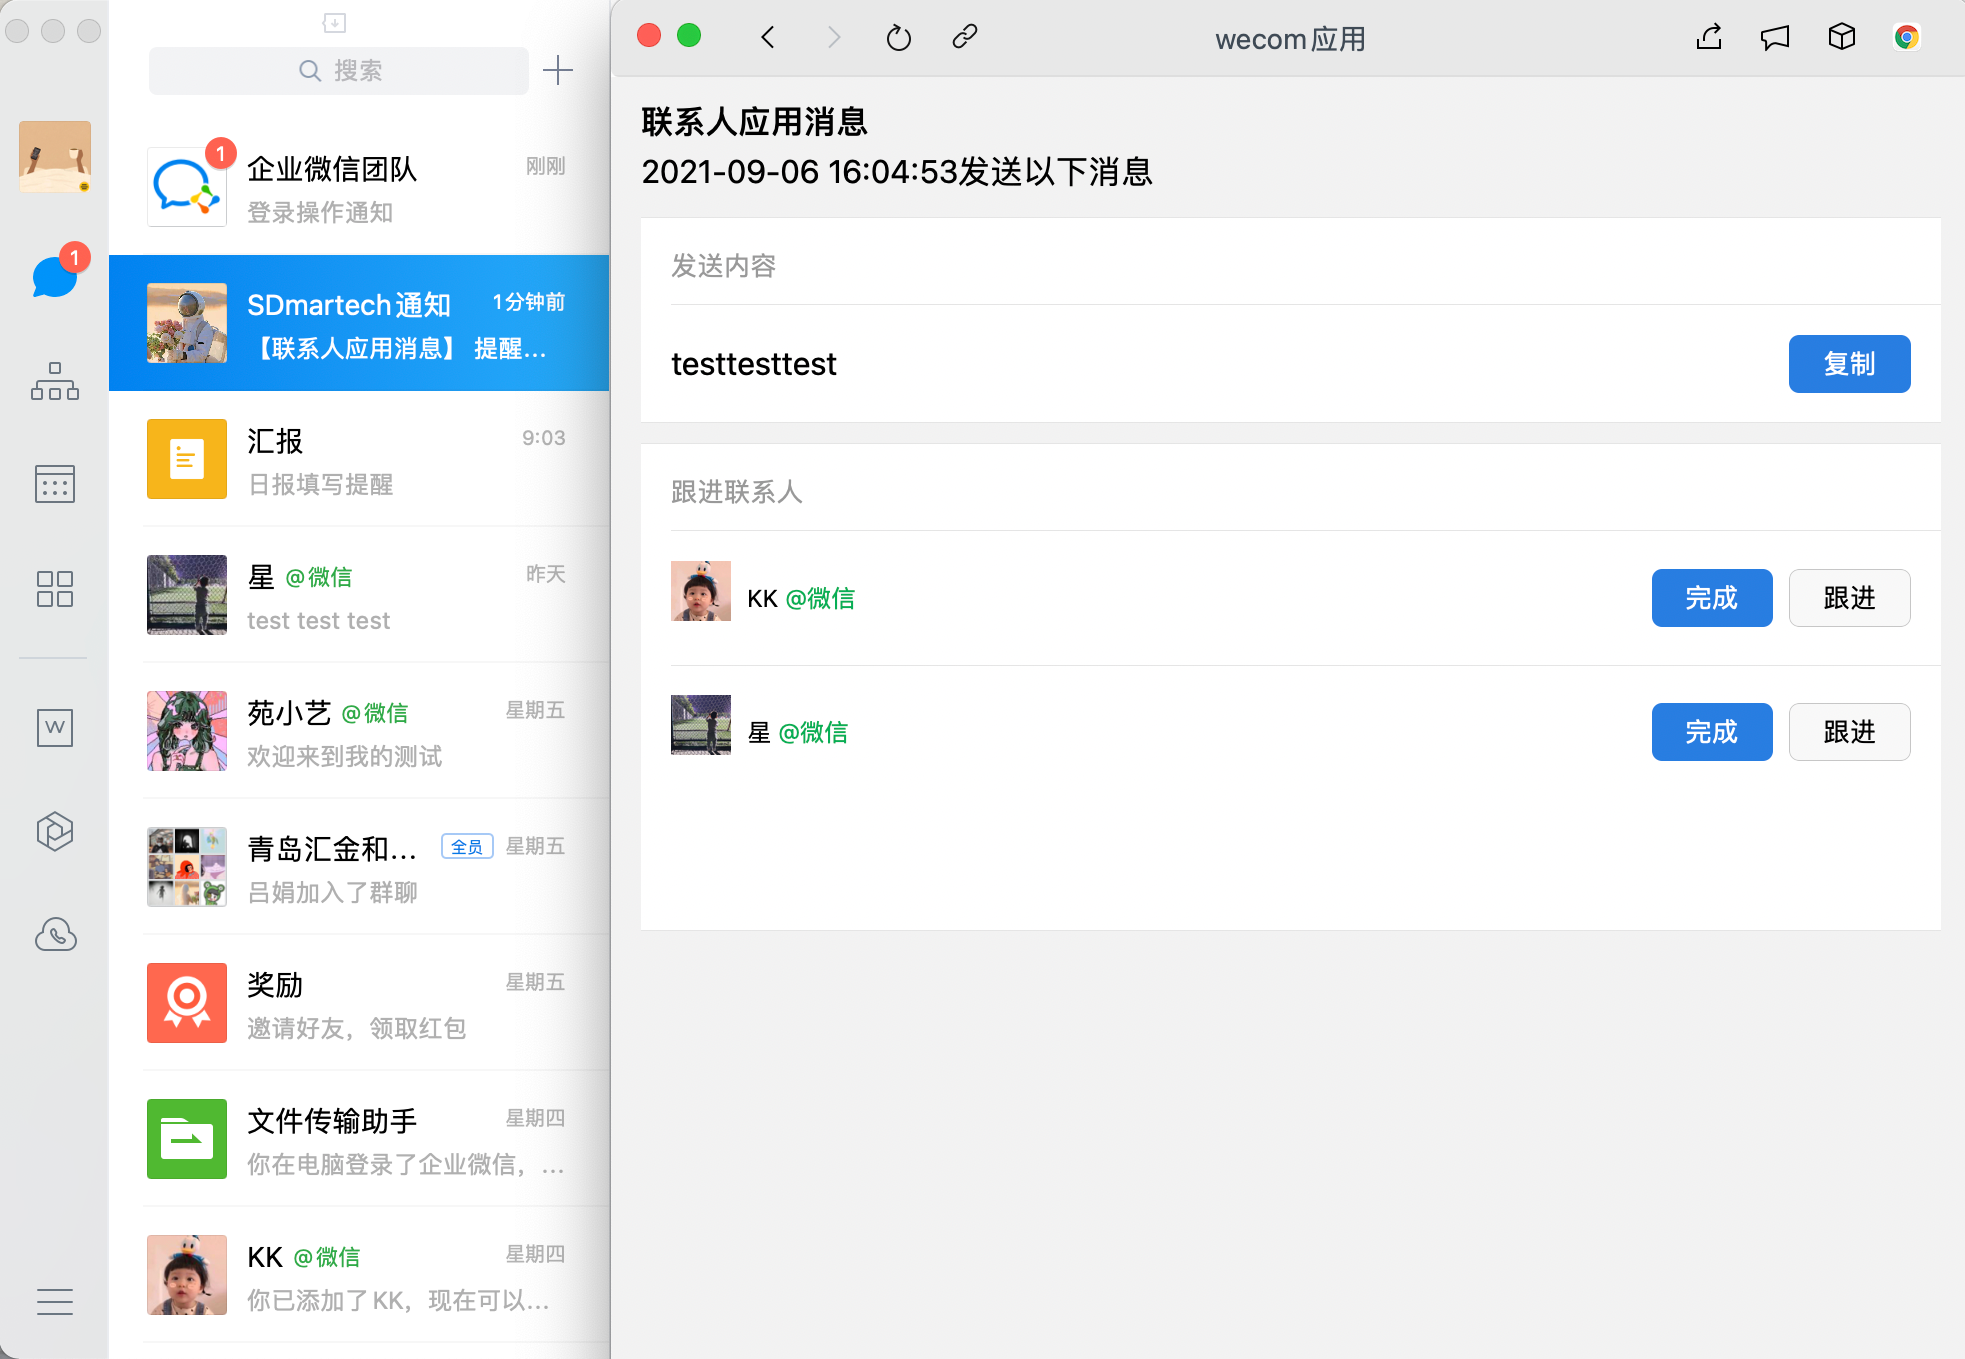 搜索
1
企业微信团队
刚刚
登录操作通知
1
SDmartech通知
1分钟前
【联系人应用消息】 提醒...
汇报
9:03
日报填写提醒
星 @微信
昨天
test test test
苑小艺 @微信
星期五
欢迎来到我的测试
青岛汇金和...
全员
星期五
吕娟加入了群聊
奖励
星期五
邀请好友，领取红包
文件传输助手
星期四
你在电脑登录了企业微信，...
KK @微信
星期四
你已添加了KK，现在可以...
W
wecom应用
联系人应用消息
2021-09-06 16:04:53发送以下消息
发送内容
testtesttest
复制
跟进联系人
KK @微信
完成
跟进
星 @微信
完成
跟进